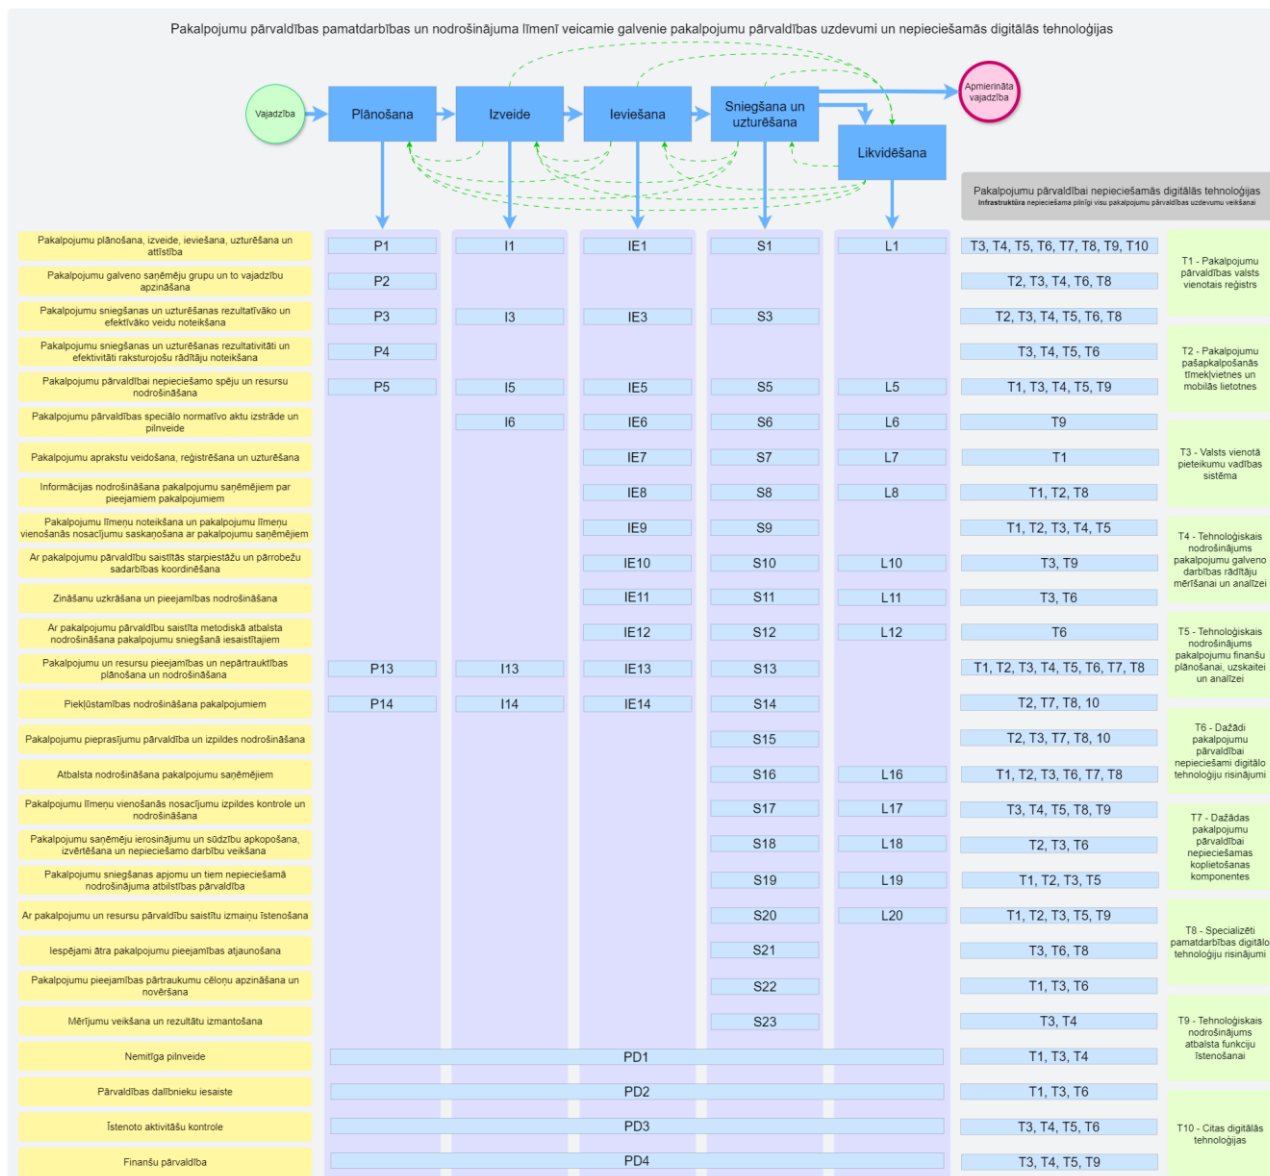 Pakalpojumu pārvaldības pamatdarbības un nodrošinājuma līmenī veicamie galvenie pakalpojumu pārvaldības uzdevumi un nepieciešamās digitālās tehnoloģijas
Vajadzība
Plānošana
Izveide
Ieviešana
Sniegšana un
uzturēšana
Apmierināta
vajadzība
Likvidēšana
Pakalpojumu pārvaldībai nepieciešamās digitālās tehnoloģijas
Infrastruktūra nepieciešama pilnīgi visu pakalpojumu pārvaldības uzdevumu veikšanai
Pakalpojumu plānošana, izveide, ieviešana, uzturēšana un
attīstība
P1
I1
IE1
S1
L1
T3, T4, T5, T6, T7, T8, T9, T10
Pakalpojumu galveno saņēmēju grupu un to vajadzību
apzināšana
P2
T2, T3, T4, T6, T8
Pakalpojumu sniegšanas un uzturēšanas rezultatīvāko un
efektīvāko veidu noteikšana
P3
I3
IE3
S3
T2, T3, T4, T5, T6, T8
Pakalpojumu sniegšanas un uzturēšanas rezultativitāti un
efektivitāti raksturojošu rādītāju noteikšana
P4
T3, T4, T5, T6
Pakalpojumu pārvaldībai nepieciešamo spēju un resursu
nodrošināšana
P5
I5
IE5
S5
L5
T1, T3, T4, T5, T9
Pakalpojumu pārvaldības speciālo normatīvo aktu izstrāde un
pilnveide
I6
IE6
S6
L6
T9
Pakalpojumu aprakstu veidošana, reģistrēšana un uzturēšana
IE7
S7
L7
T1
Informācijas nodrošināšana pakalpojumu saņēmējiem par
pieejamiem pakalpojumiem
IE8
S8
L8
T1, T2, T8
Pakalpojumu līmeņu noteikšana un pakalpojumu līmeņu
vienošanās nosacījumu saskaņošana ar pakalpojumu saņēmējiem
IE9
S9
T1, T2, T3, T4, T5
Ar pakalpojumu pārvaldību saistītās starpiestāžu un pārrobežu
sadarbības koordinēšana
IE10
S10
L10
T3, T9
Zināšanu uzkrāšana un pieejamības nodrošināšana
IE11
S11
L11
T3, T6
Ar pakalpojumu pārvaldību saistīta metodiskā atbalsta
nodrošināšana pakalpojumu sniegšanā iesaistītajiem
IE12
S12
L12
T6
Pakalpojumu un resursu pieejamības un nepārtrauktības
plānošana un nodrošināšana
P13
I13
IE13
S13
T1, T2, T3, T4, T5, T6, T7, T8
Piekļūstamības nodrošināšana pakalpojumiem
P14
I14
IE14
S14
T2, T7, T8, 10
Pakalpojumu pieprasījumu pārvaldība un izpildes nodrošināšana
S15
T2, T3, T7, T8, 10
Atbalsta nodrošināšana pakalpojumu saņēmējiem
S16
L16
T1, T2, T3, T6, T7, T8
Pakalpojumu līmeņu vienošanās nosacījumu izpildes kontrole un
nodrošināšana
S17
L17
T3, T4, T5, T8, T9
Pakalpojumu saņēmēju ierosinājumu un sūdzību apkopošana,
izvērtēšana un nepieciešamo darbību veikšana
S18
L18
T2, T3, T6
Pakalpojumu sniegšanas apjomu un tiem nepieciešamā
nodrošinājuma atbilstības pārvaldība
S19
L19
T1, T2, T3, T5
Ar pakalpojumu un resursu pārvaldību saistītu izmaiņu īstenošana
S20
L20
T1, T2, T3, T5, T9
Iespējami ātra pakalpojumu pieejamības atjaunošana
S21
T3, T6, T8
Pakalpojumu pieejamības pārtraukumu cēloņu apzināšana un
novēršana
S22
T1, T3, T6
Mērījumu veikšana un rezultātu izmantošana
S23
T3, T4
Nemitīga pilnveide
PD1
T1, T3, T4
Pārvaldības dalībnieku iesaiste
PD2
T1, T3, T6
Īstenoto aktivitāšu kontrole
PD3
T3, T4, T5, T6
Finanšu pārvaldība
PD4
T3, T4, T5, T9
T1 - Pakalpojumu
pārvaldības valsts
vienotais reģistrs
T2 - Pakalpojumu
pašapkalpošanās
tīmekļvietnes un
mobilās lietotnes
T3 - Valsts vienotā
pieteikumu vadības
sistēma
T4 - Tehnoloģiskais
nodrošinājums
pakalpojumu galveno
darbības rādītāju
mērīšanai un analīzei
T5 - Tehnoloģiskais
nodrošinājums
pakalpojumu finanšu
plānošanai, uzskaitei
un analīzei
T6 - Dažādi
pakalpojumu
pārvaldībai
nepieciešami digitālo
tehnoloģiju risinājumi
T7 - Dažādas
pakalpojumu
pārvaldībai
nepieciešamas
koplietošanas
komponentes
T8 - Specializēti
pamatdarbības digitālo
tehnoloģiju risinājumi
T9 - Tehnoloģiskais
nodrošinājums
atbalsta funkciju
īstenošanai
T10 - Citas digitālās
tehnoloģijas